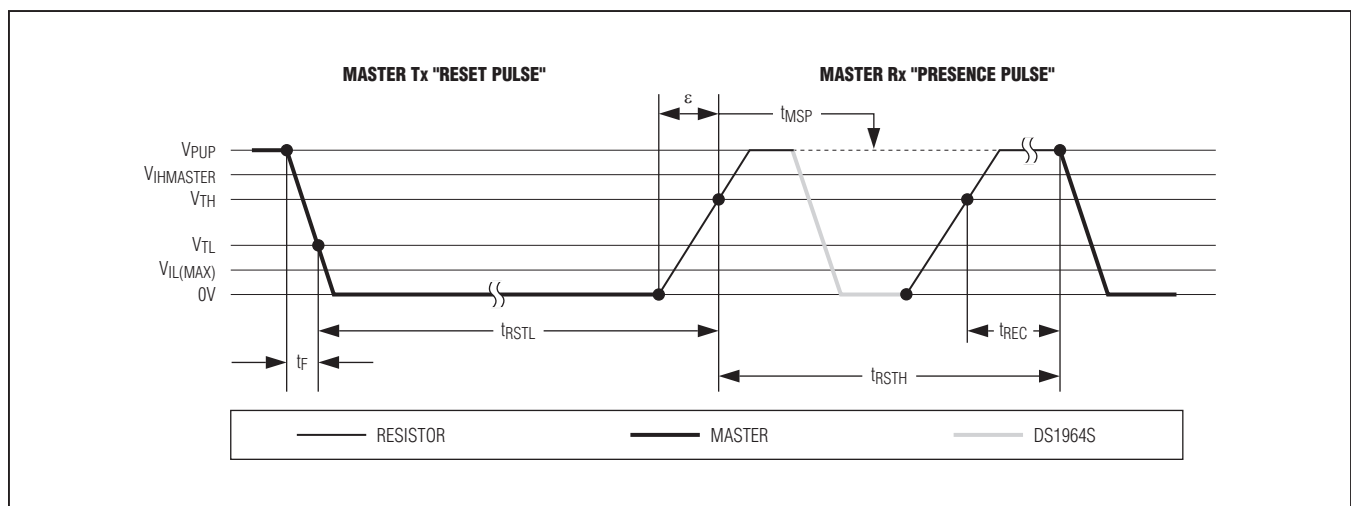 MASTER Tx "RESET PULSE"
MASTER Rx "PRESENCE PULSE"
ε
tMSP
VPUP
VIHMASTER
VTH
VTL
VIL(MAX)
0V
tRSTL
tREC
tF
tRSTH
RESISTOR
MASTER
DS1964S